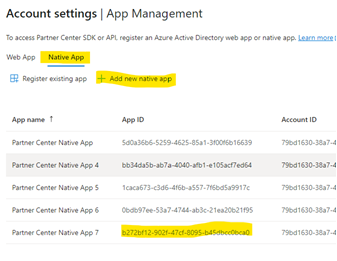 Account settings | App Management
To access Partner Center SDK or API, register an Azure Active Directory web app or native app. Learn more
Web App Native App
Register existing app + Add new native app
App name ↑ App ID Account ID
Partner Center Native App 5d0a36b6-5259-4625-85a1-3f00f6b16639 79bd1630-38a7-4
Partner Center Native App 4 bb34da5b-ab7a-4040-afb1-e105acf7ed64 79bd1630-38a7-4
Partner Center Native App 5 1caca673-c3d6-4f6b-a557-7f6bd5a9917c 79bd1630-38a7-4
Partner Center Native App 6 0bdb97ee-53a7-4744-ab3c-21ea20b21f95 79bd1630-38a7-4
Partner Center Native App 7 b272bf12-902f-47cf-8095-b45dbcc0bca0 79bd1630-38a7-4